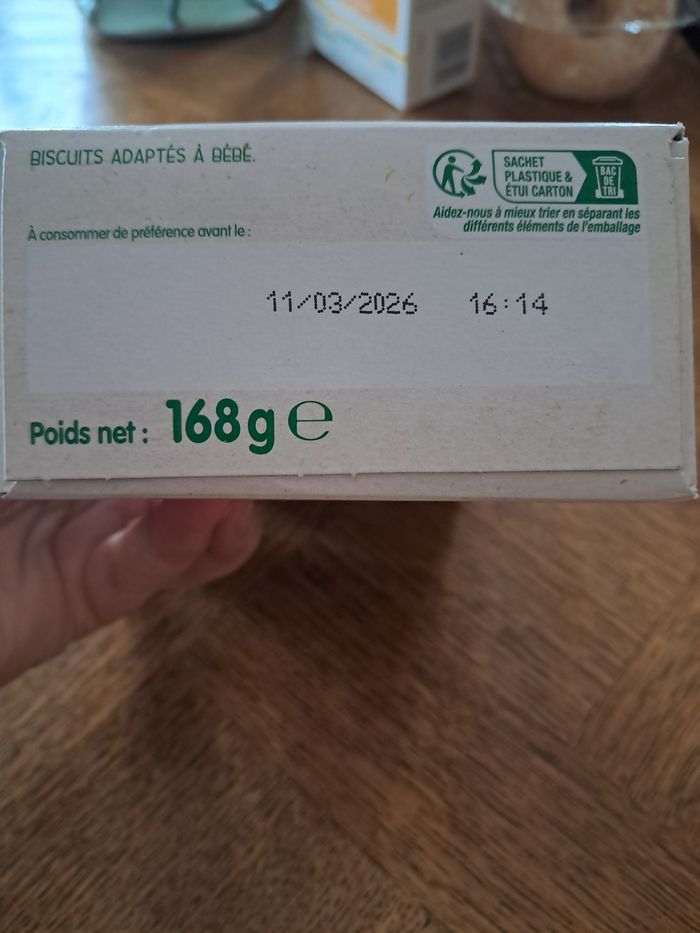 BISCUITS ADAPTÉS À BÉBÉ.
SACHET
PLASTIQUE &
ÉTUI CARTON
BAC
DE
TRI
Aidez-nous à mieux trier en séparant les
différents éléments de l'emballage
À consommer de préférence avant le :
11/03/2026 16:14
Poids net : 168g ℮